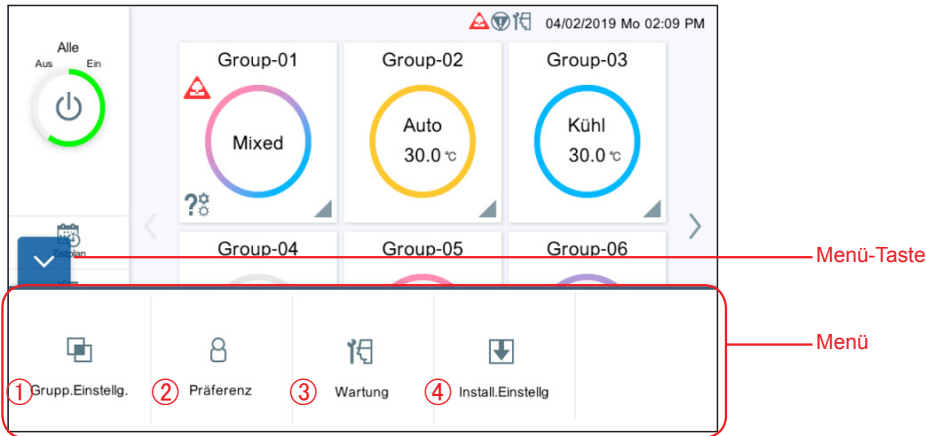 04/02/2019 Mo 02:09 PM
Alle
Aus Ein
Group-01
Group-02
Group-03
Mixed
Auto
30.0 °C
Kühl
30.0 °C
Zeitplan
Group-04
Group-05
Group-06
Menü-Taste
Menü
① Grupp.Einstellg.
② Präferenz
③ Wartung
④ Install.Einstellg